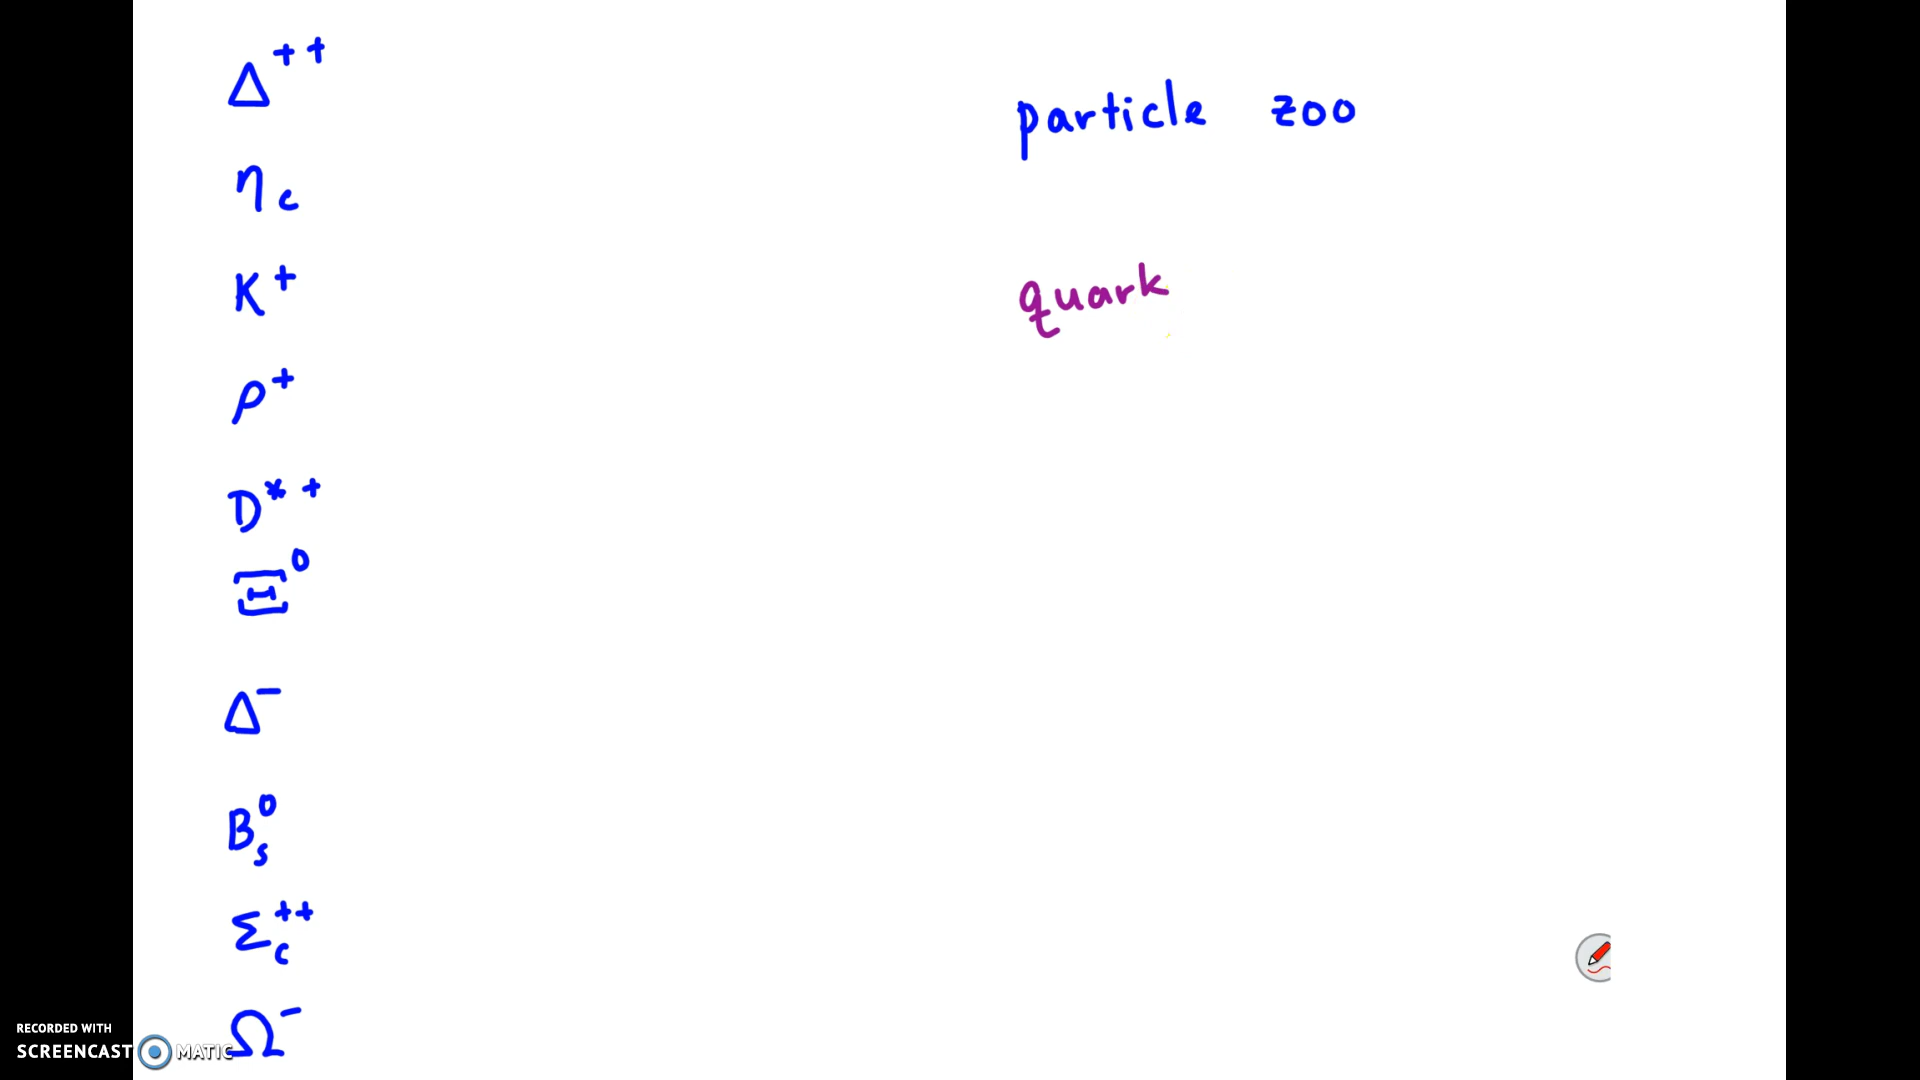 Δ⁺⁺
particle zoo
η_c
K⁺
quark
ρ⁺
D*⁺
Ξ⁰
Δ⁻
B_s⁰
Σ_c⁺⁺
Ω⁻
RECORDED WITH
SCREENCAST MATIC